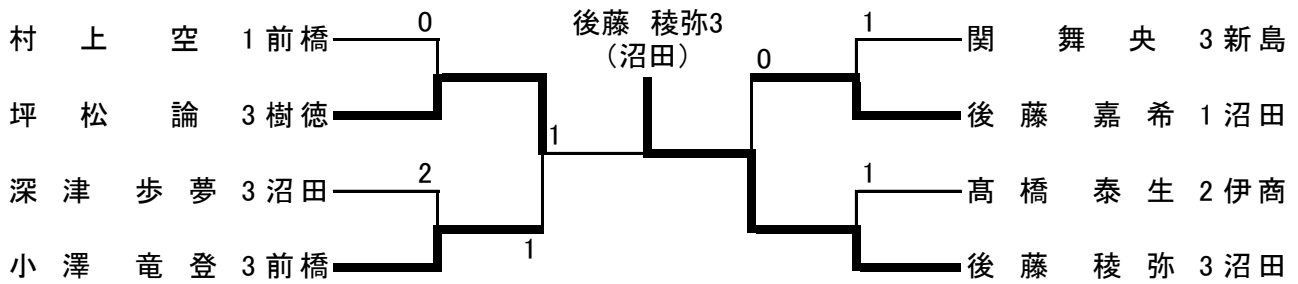 後藤 稜弥3
（沼田）
村上 空 1 前橋
0
坪松 論 3 樹徳
1
深津 歩夢 3 沼田
2
小澤 竜登 3 前橋
1
関 舞央 3 新島
1
0
後藤 嘉希 1 沼田
髙橋 泰生 2 伊商
1
後藤 稜弥 3 沼田